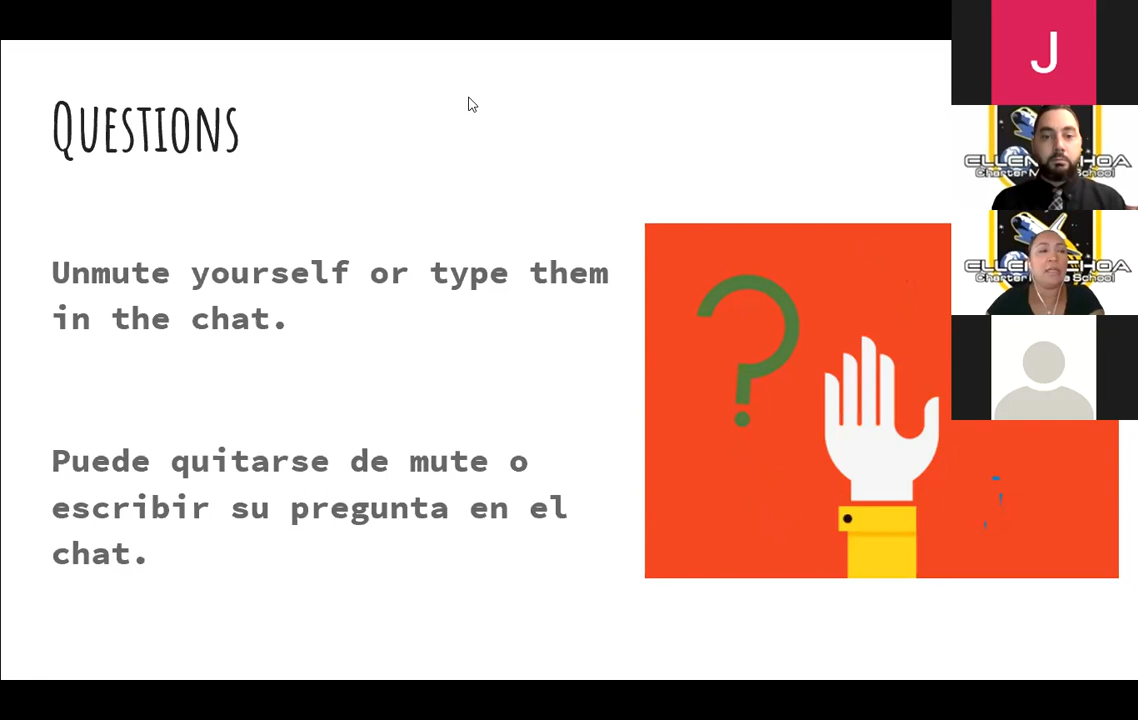 Questions
Unmute yourself or type them
in the chat.
Puede quitarse de mute o
escribir su pregunta en el
chat.
J